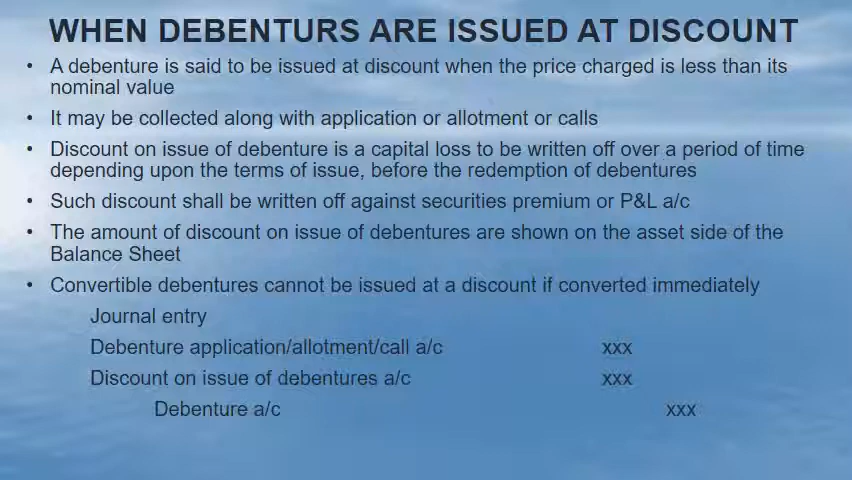 WHEN DEBENTURS ARE ISSUED AT DISCOUNT
• A debenture is said to be issued at discount when the price charged is less than its
nominal value
• It may be collected along with application or allotment or calls
• Discount on issue of debenture is a capital loss to be written off over a period of time
depending upon the terms of issue, before the redemption of debentures
• Such discount shall be written off against securities premium or P&L a/c
• The amount of discount on issue of debentures are shown on the asset side of the
Balance Sheet
• Convertible debentures cannot be issued at a discount if converted immediately
Journal entry
Debenture application/allotment/call a/c xxx
Discount on issue of debentures a/c xxx
Debenture a/c xxx